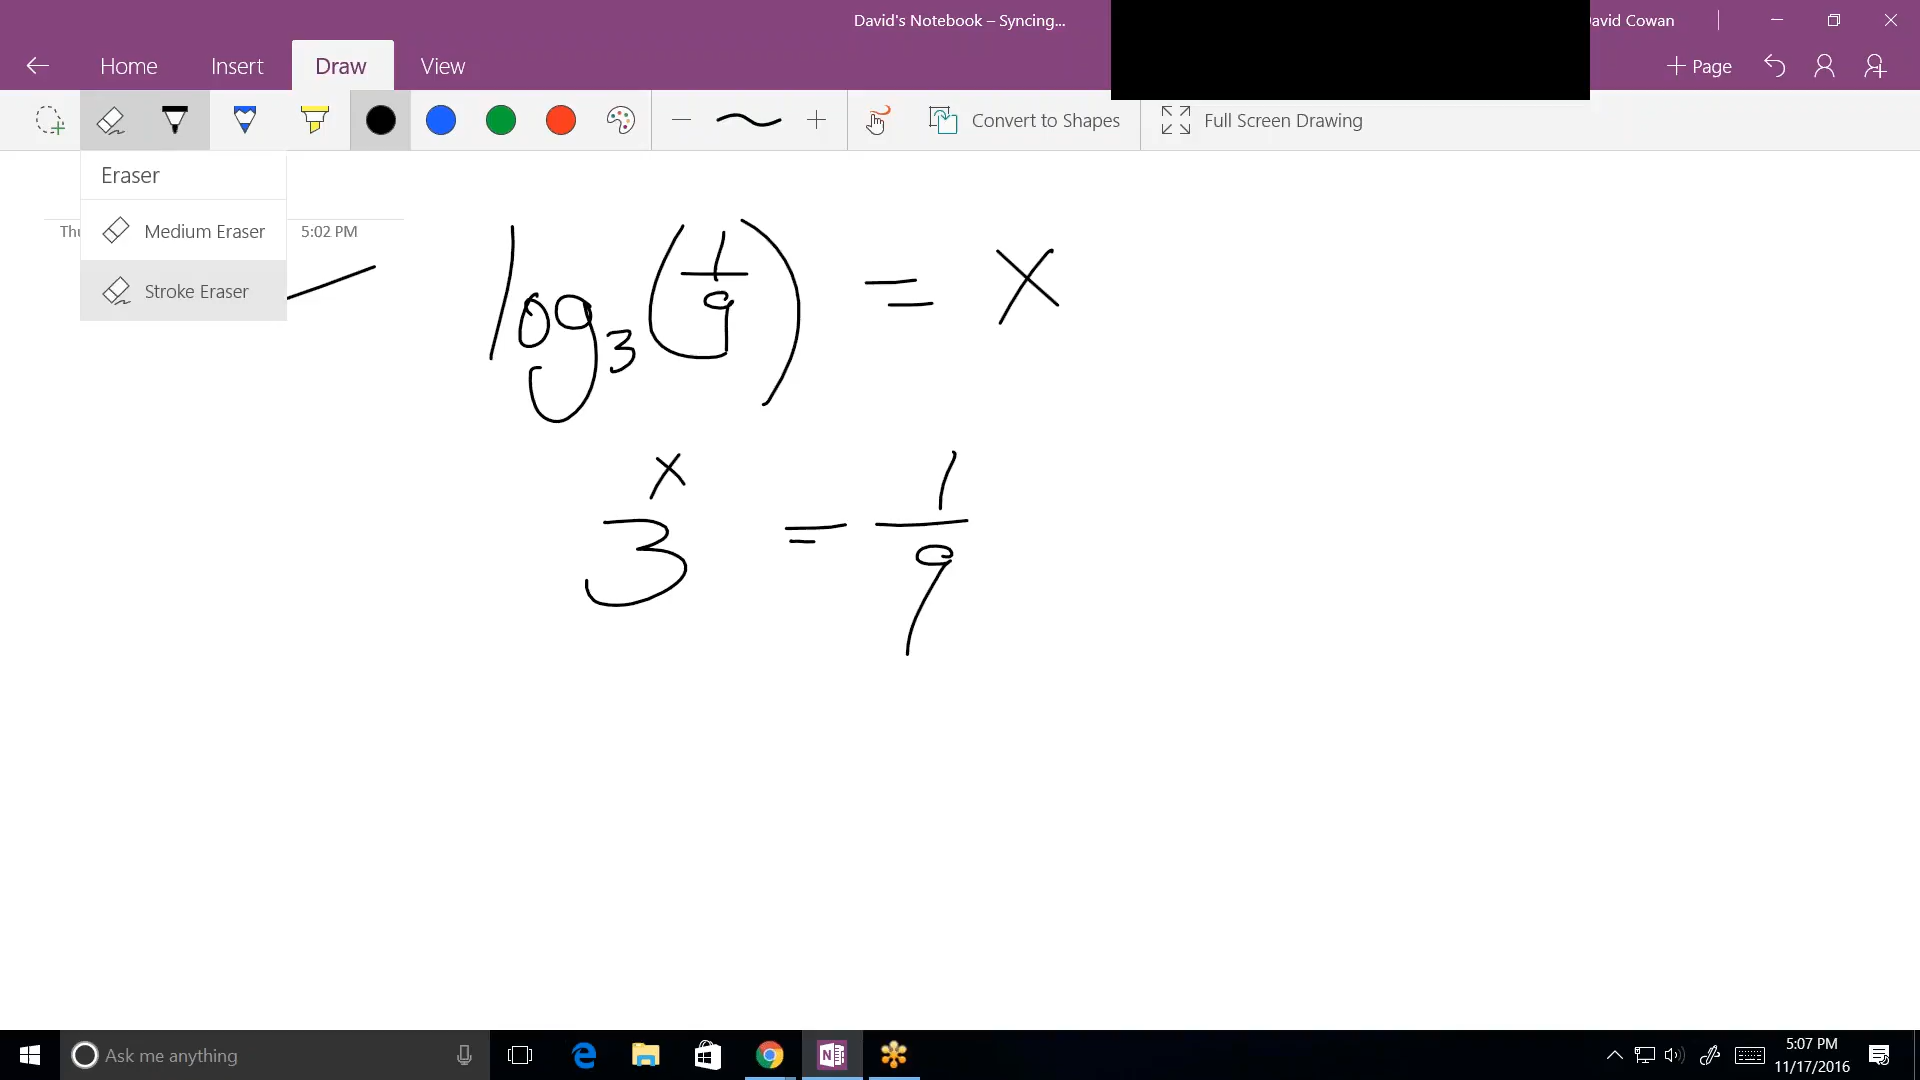 David's Notebook – Syncing...
avid Cowan
Home Insert Draw View
Page
Convert to Shapes
Full Screen Drawing
Eraser
Medium Eraser
Stroke Eraser
Thu
5:02 PM
log₃(1/9) = x
3ˣ = 1/9
Ask me anything
5:07 PM
11/17/2016